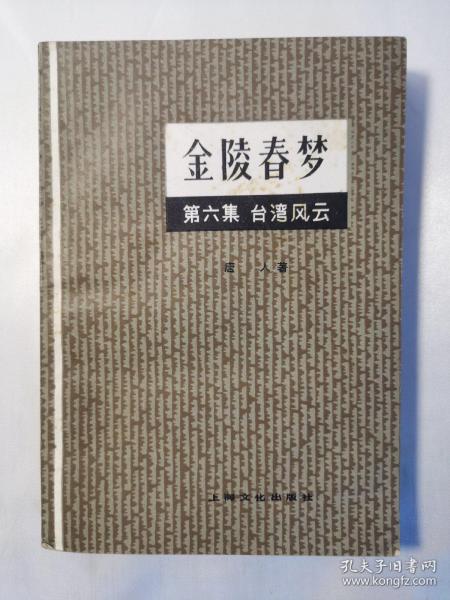 金陵春梦
第六集 台湾风云
唐 人著
上海文化出版社
孔夫子旧书网
www.kongfz.com